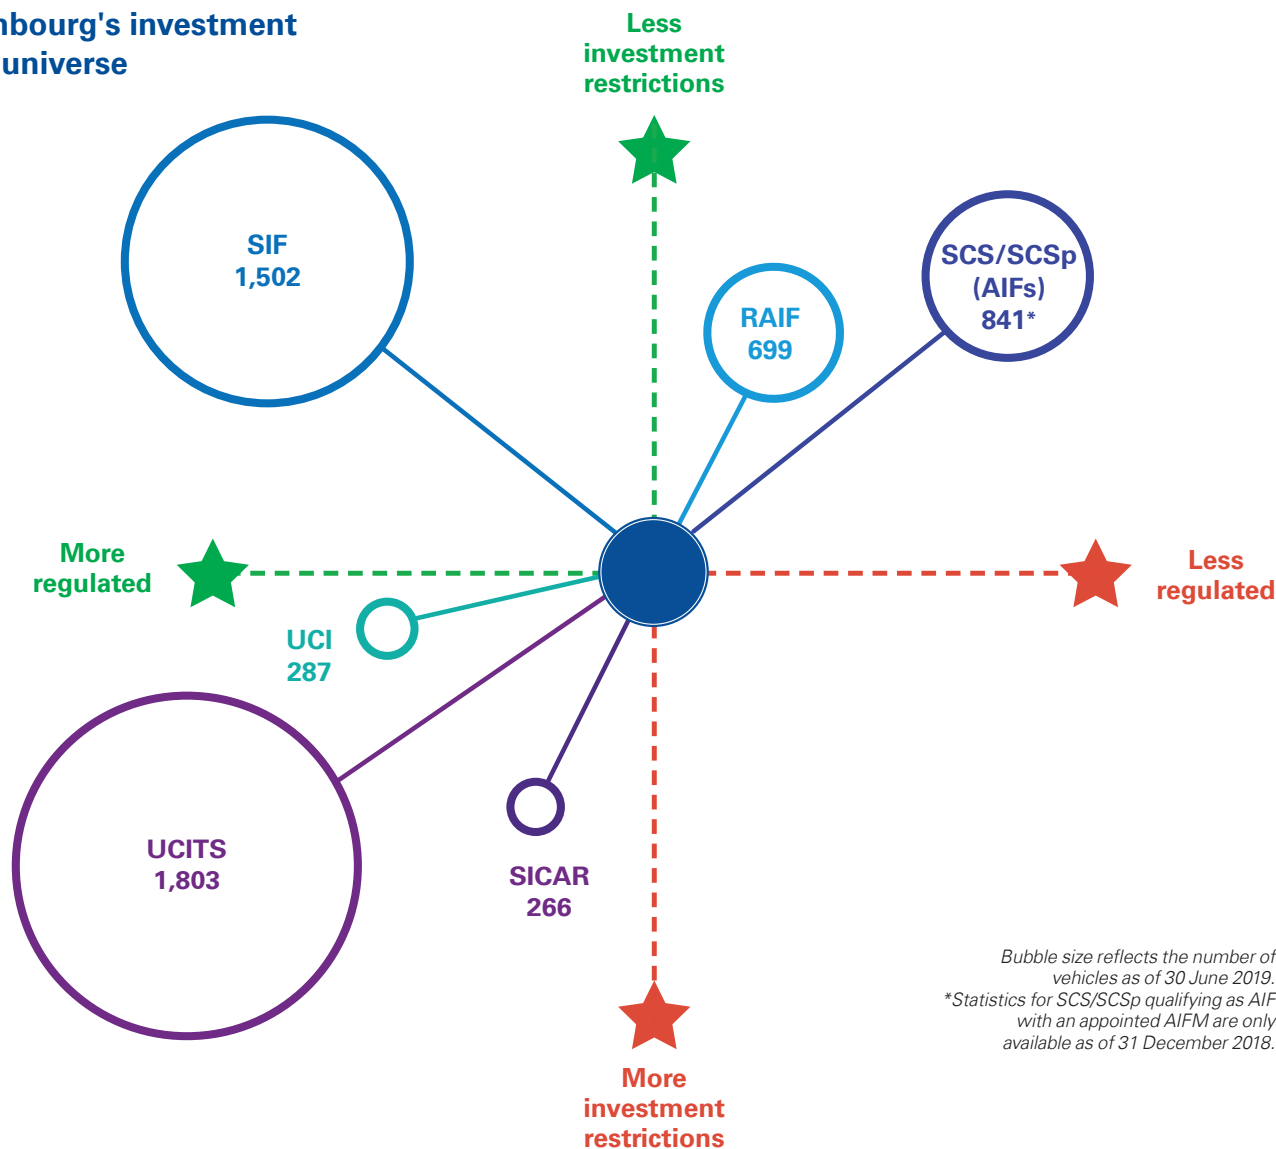 nbourg's investment
universe
Less
investment
restrictions
SIF
1,502
SCS/SCSp
(AIFs)
841*
RAIF
699
More
regulated
Less
regulated
UCI
287
UCITS
1,803
SICAR
266
Bubble size reflects the number of
vehicles as of 30 June 2019.
*Statistics for SCS/SCSp qualifying as AIF
with an appointed AIFM are only
available as of 31 December 2018.
More
investment
restrictions